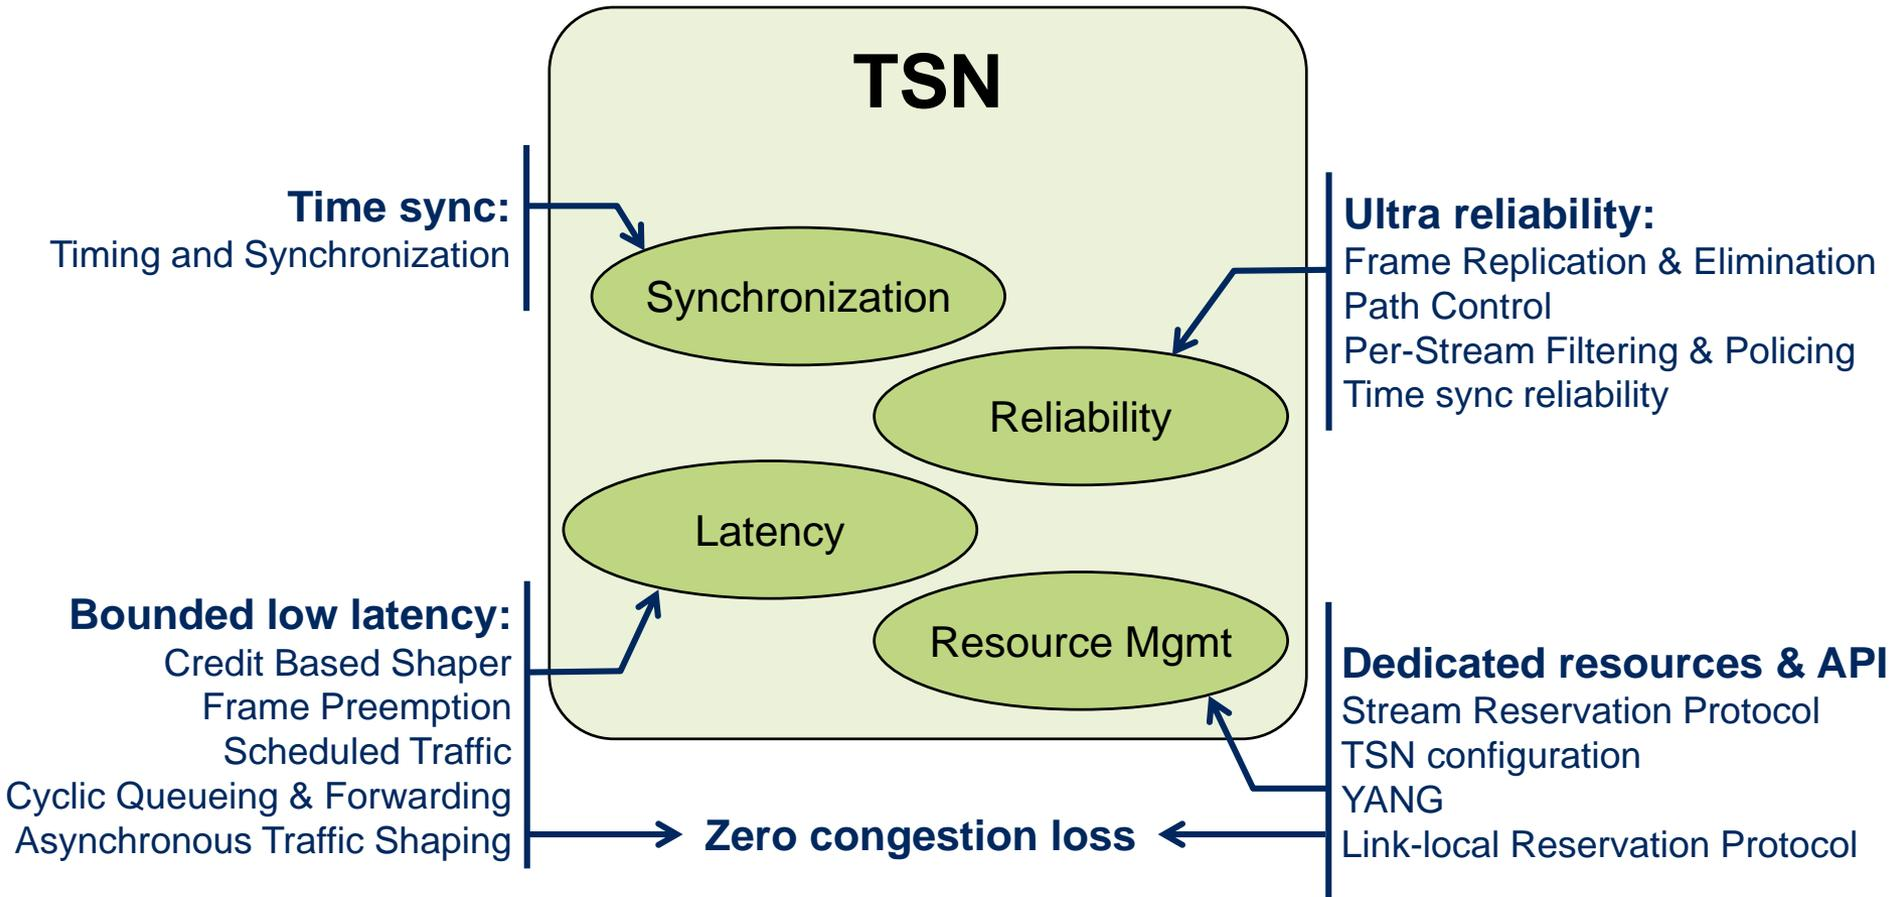 TSN
Time sync:
Timing and Synchronization
Synchronization
Ultra reliability:
Frame Replication & Elimination
Path Control
Per-Stream Filtering & Policing
Time sync reliability
Reliability
Latency
Bounded low latency:
Credit Based Shaper
Frame Preemption
Scheduled Traffic
Cyclic Queueing & Forwarding
Asynchronous Traffic Shaping
Resource Mgmt
Dedicated resources & API
Stream Reservation Protocol
TSN configuration
YANG
Link-local Reservation Protocol
Zero congestion loss